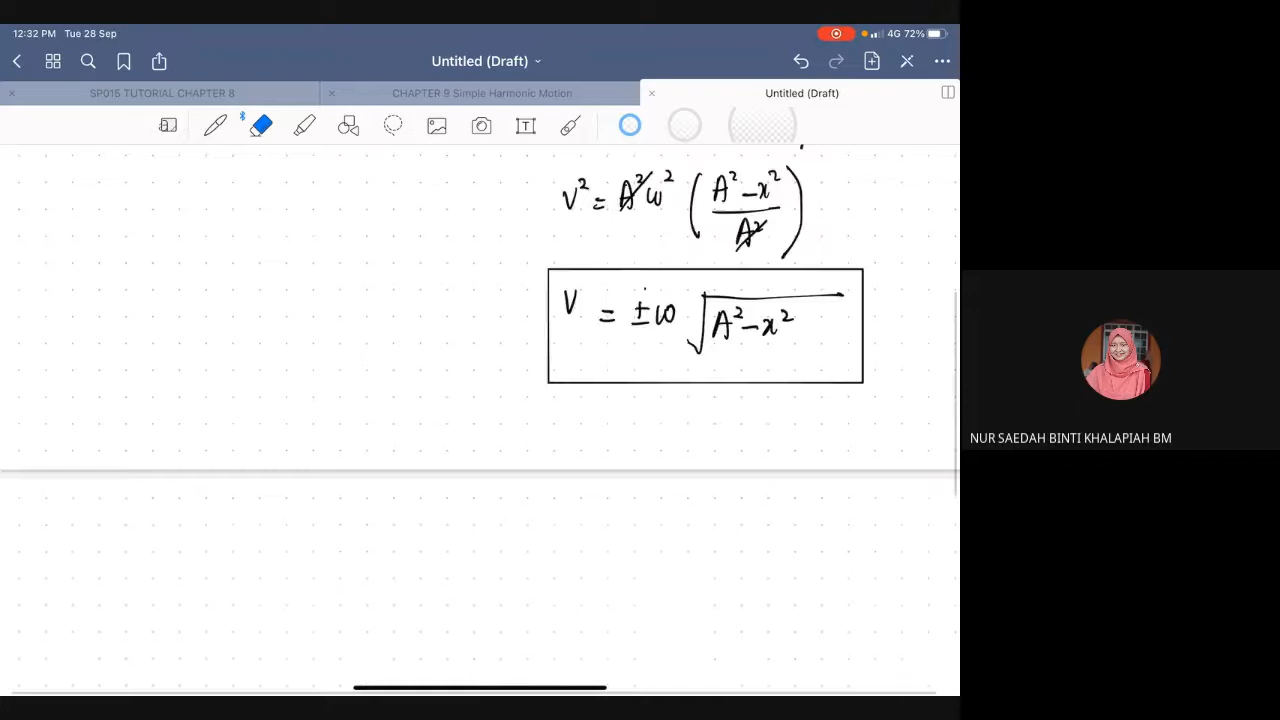 12:32 PM Tue 28 Sep 4G 72%
Untitled (Draft)
SP015 TUTORIAL CHAPTER 8
CHAPTER 9 Simple Harmonic Motion
Untitled (Draft)
V² = A²ω² (A² - x² / A²)
V = ±ω √A² - x²
NUR SAEDAH BINTI KHALAPIAH BM